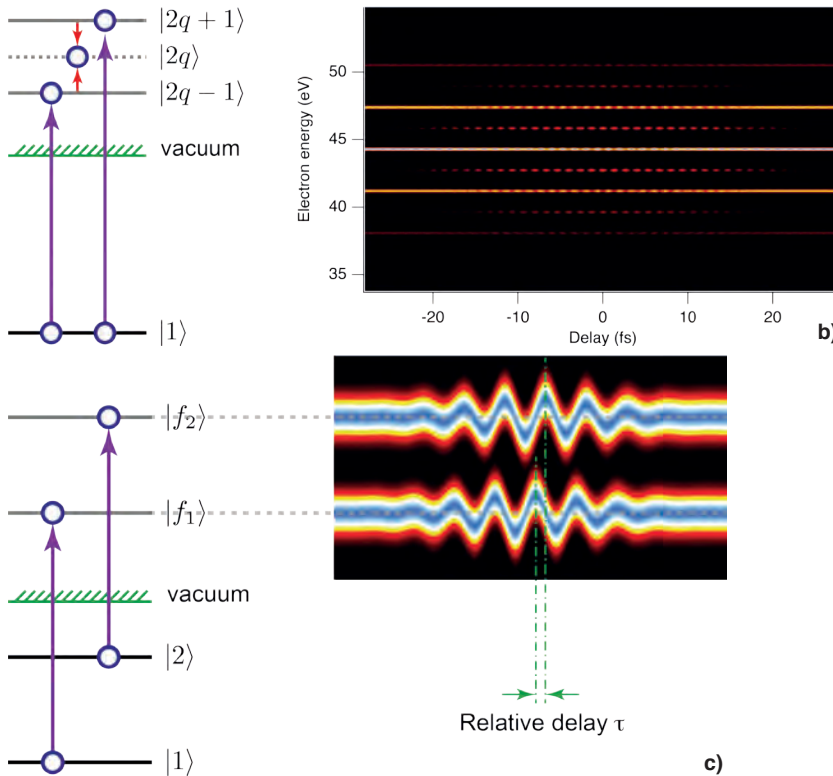 |2q + 1⟩
|2q⟩
|2q − 1⟩
vacuum
|1⟩
Electron energy (eV)
50
45
40
35
-20
-10
0
10
20
Delay (fs)
b)
|f₂⟩
|f₁⟩
vacuum
|2⟩
|1⟩
Relative delay τ
c)